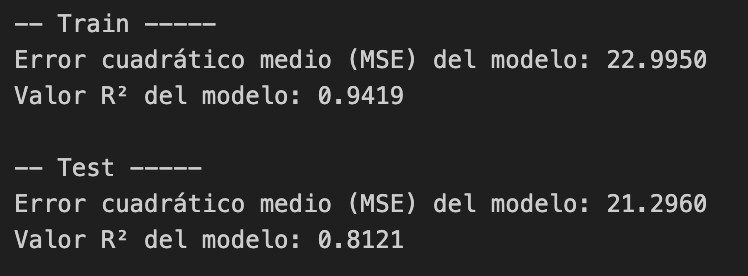 -- Train -----
Error cuadrático medio (MSE) del modelo: 22.9950
Valor R² del modelo: 0.9419
-- Test -----
Error cuadrático medio (MSE) del modelo: 21.2960
Valor R² del modelo: 0.8121